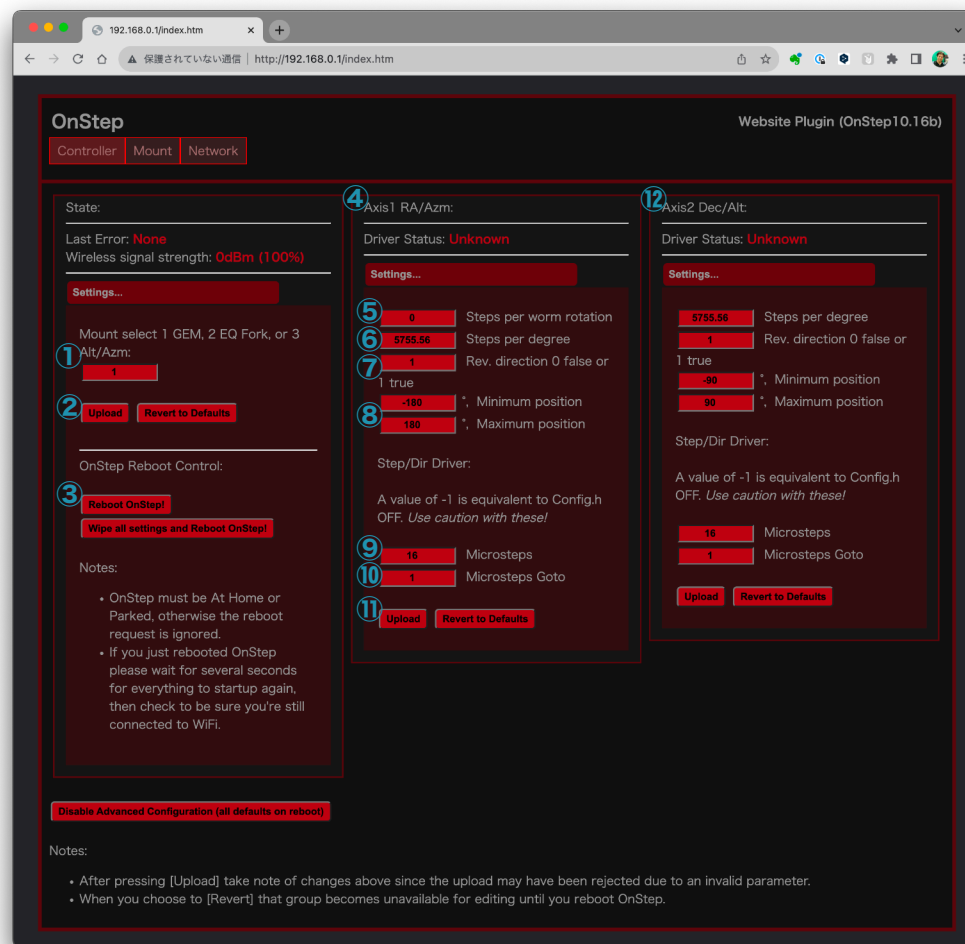 192.168.0.1/index.htm
保護されていない通信 | http://192.168.0.1/index.htm
OnStep
Website Plugin (OnStep10.16b)
Controller Mount Network
State:
Last Error: None
Wireless signal strength: 0dBm (100%)
Settings...
Mount select 1 GEM, 2 EQ Fork, or 3
① Alt/Azm:
1
② Upload Revert to Defaults
OnStep Reboot Control:
③ Reboot OnStep!
Wipe all settings and Reboot OnStep!
Notes:
• OnStep must be At Home or
Parked, otherwise the reboot
request is ignored.
• If you just rebooted OnStep
please wait for several seconds
for everything to startup again,
then check to be sure you're still
connected to WiFi.
④ Axis1 RA/Azm:
Driver Status: Unknown
Settings...
⑤ 0 Steps per worm rotation
⑥ 5755.56 Steps per degree
⑦ 1 Rev. direction 0 false or
1 true
-180 °, Minimum position
⑧ 180 °, Maximum position
Step/Dir Driver:
A value of -1 is equivalent to Config.h
OFF. Use caution with these!
⑨ 16 Microsteps
⑩ 1 Microsteps Goto
⑪ Upload Revert to Defaults
⑫ Axis2 Dec/Alt:
Driver Status: Unknown
Settings...
5755.56 Steps per degree
1 Rev. direction 0 false or
1 true
-90 °, Minimum position
90 °, Maximum position
Step/Dir Driver:
A value of -1 is equivalent to Config.h
OFF. Use caution with these!
16 Microsteps
1 Microsteps Goto
Upload Revert to Defaults
Disable Advanced Configuration (all defaults on reboot)
Notes:
• After pressing [Upload] take note of changes above since the upload may have been rejected due to an invalid parameter.
• When you choose to [Revert] that group becomes unavailable for editing until you reboot OnStep.